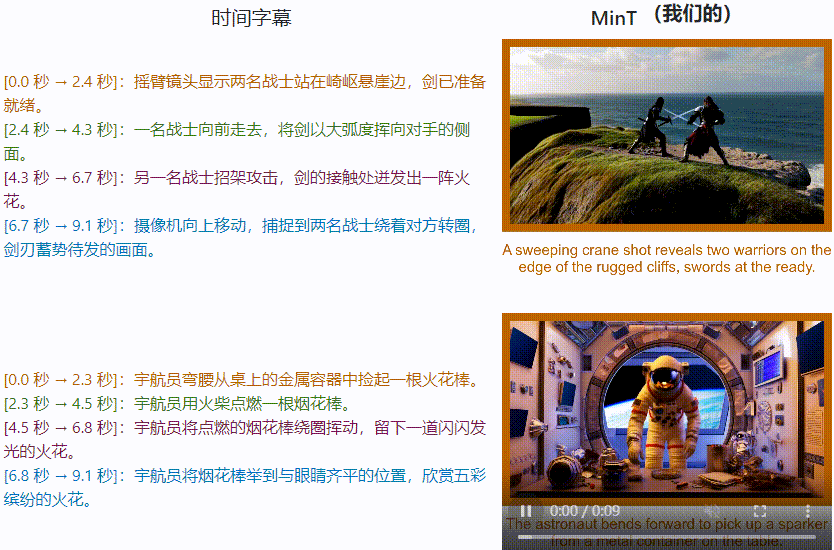 时间字幕
MinT （我们的）
[0.0 秒 → 2.4 秒]：摇臂镜头显示两名战士站在崎岖悬崖边，剑已准备
就绪。
[2.4 秒 → 4.3 秒]：一名战士向前走去，将剑以大弧度挥向对手的侧
面。
[4.3 秒 → 6.7 秒]：另一名战士招架攻击，剑的接触处迸发出一阵火
花。
[6.7 秒 → 9.1 秒]：摄像机向上移动，捕捉到两名战士绕着对方转圈，
剑刃蓄势待发的画面。
A sweeping crane shot reveals two warriors on the
edge of the rugged cliffs, swords at the ready.
[0.0 秒 → 2.3 秒]：宇航员弯腰从桌上的金属容器中捡起一根火花棒。
[2.3 秒 → 4.5 秒]：宇航员用火柴点燃一根烟花棒。
[4.5 秒 → 6.8 秒]：宇航员将点燃的烟花棒绕圈挥动，留下一道闪闪发
光的火花。
[6.8 秒 → 9.1 秒]：宇航员将烟花棒举到与眼睛齐平的位置，欣赏五彩
缤纷的火花。
0:00 / 0:09
The astronaut bends forward to pick up a sparker
from a metal container on the table.